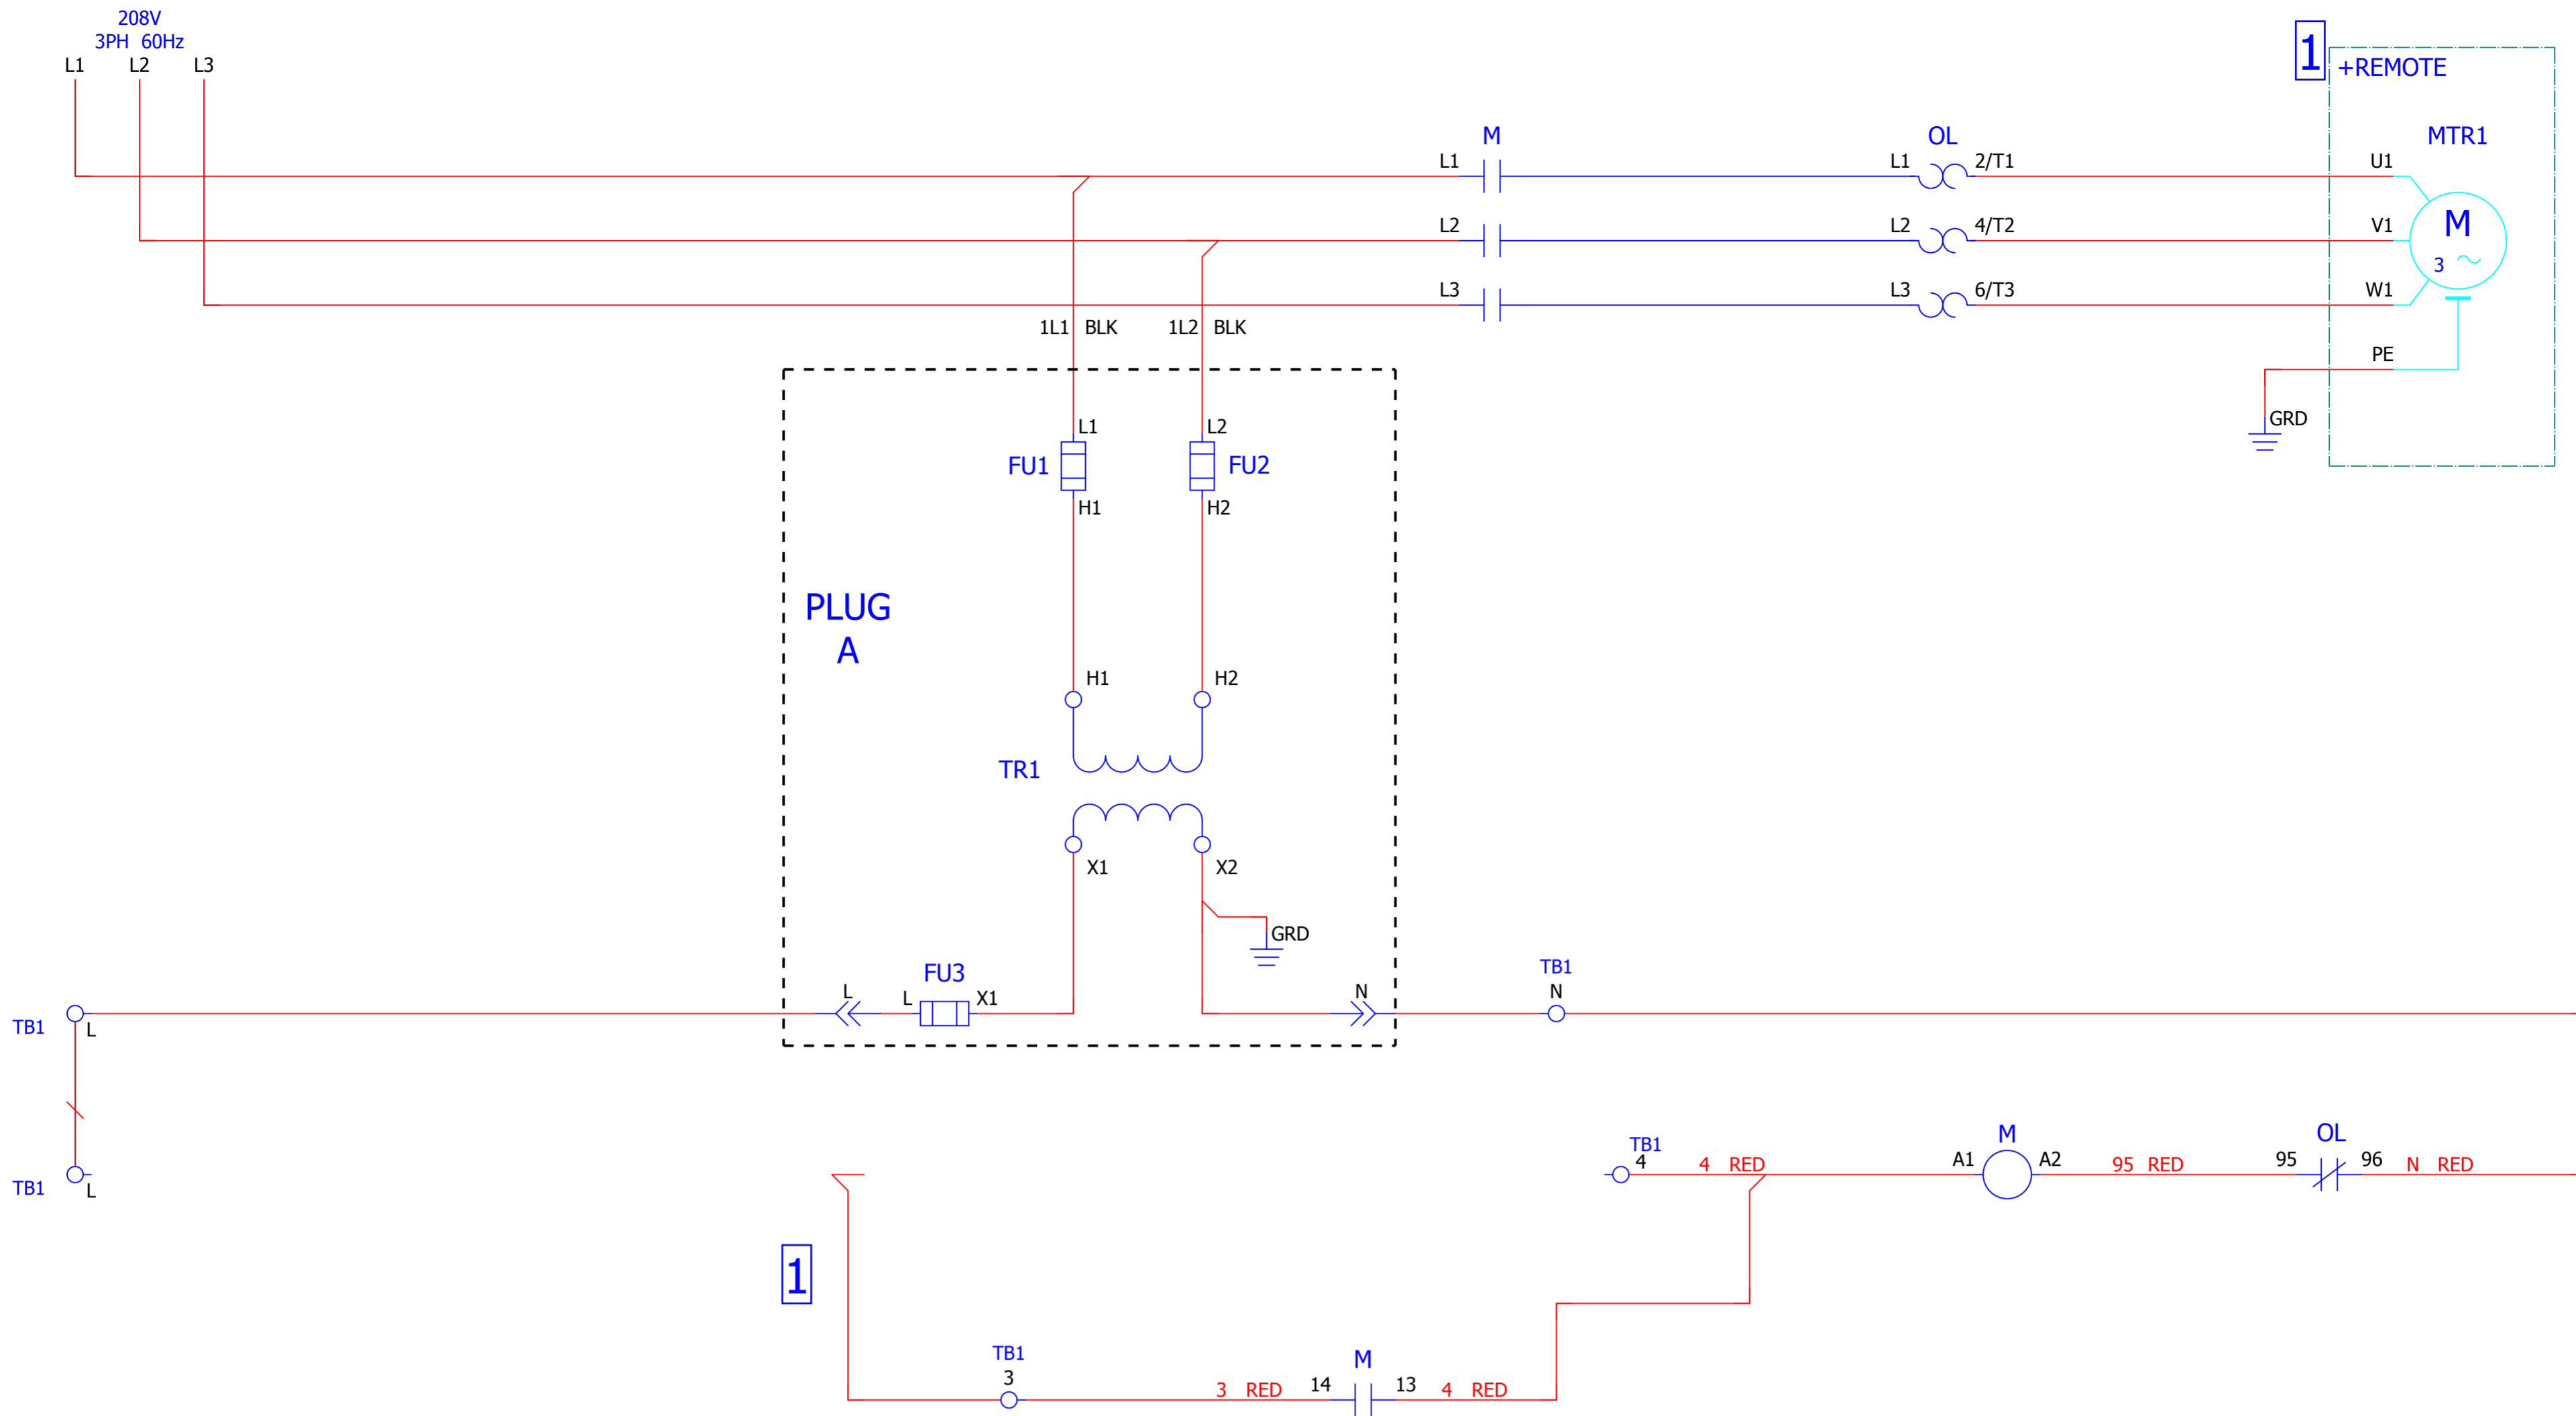 208V
3PH 60Hz
L1 L2 L3
1
+REMOTE
M OL MTR1
L1 L1 2/T1 U1
M
L2 L2 4/T2 V1
3
L3 L3 6/T3 W1
1L1 BLK 1L2 BLK
PE
GRD
L1 L2
FU1 FU2
H1 H2
PLUG
A
H1 H2
TR1
X1 X2
GRD
FU3 TB1
L L X1 N N
TB1 L
M OL
TB1
4 4 RED A1 A2 95 RED 95 96 N RED
TB1 L
1
TB1 M
3 3 RED 14 13 4 RED